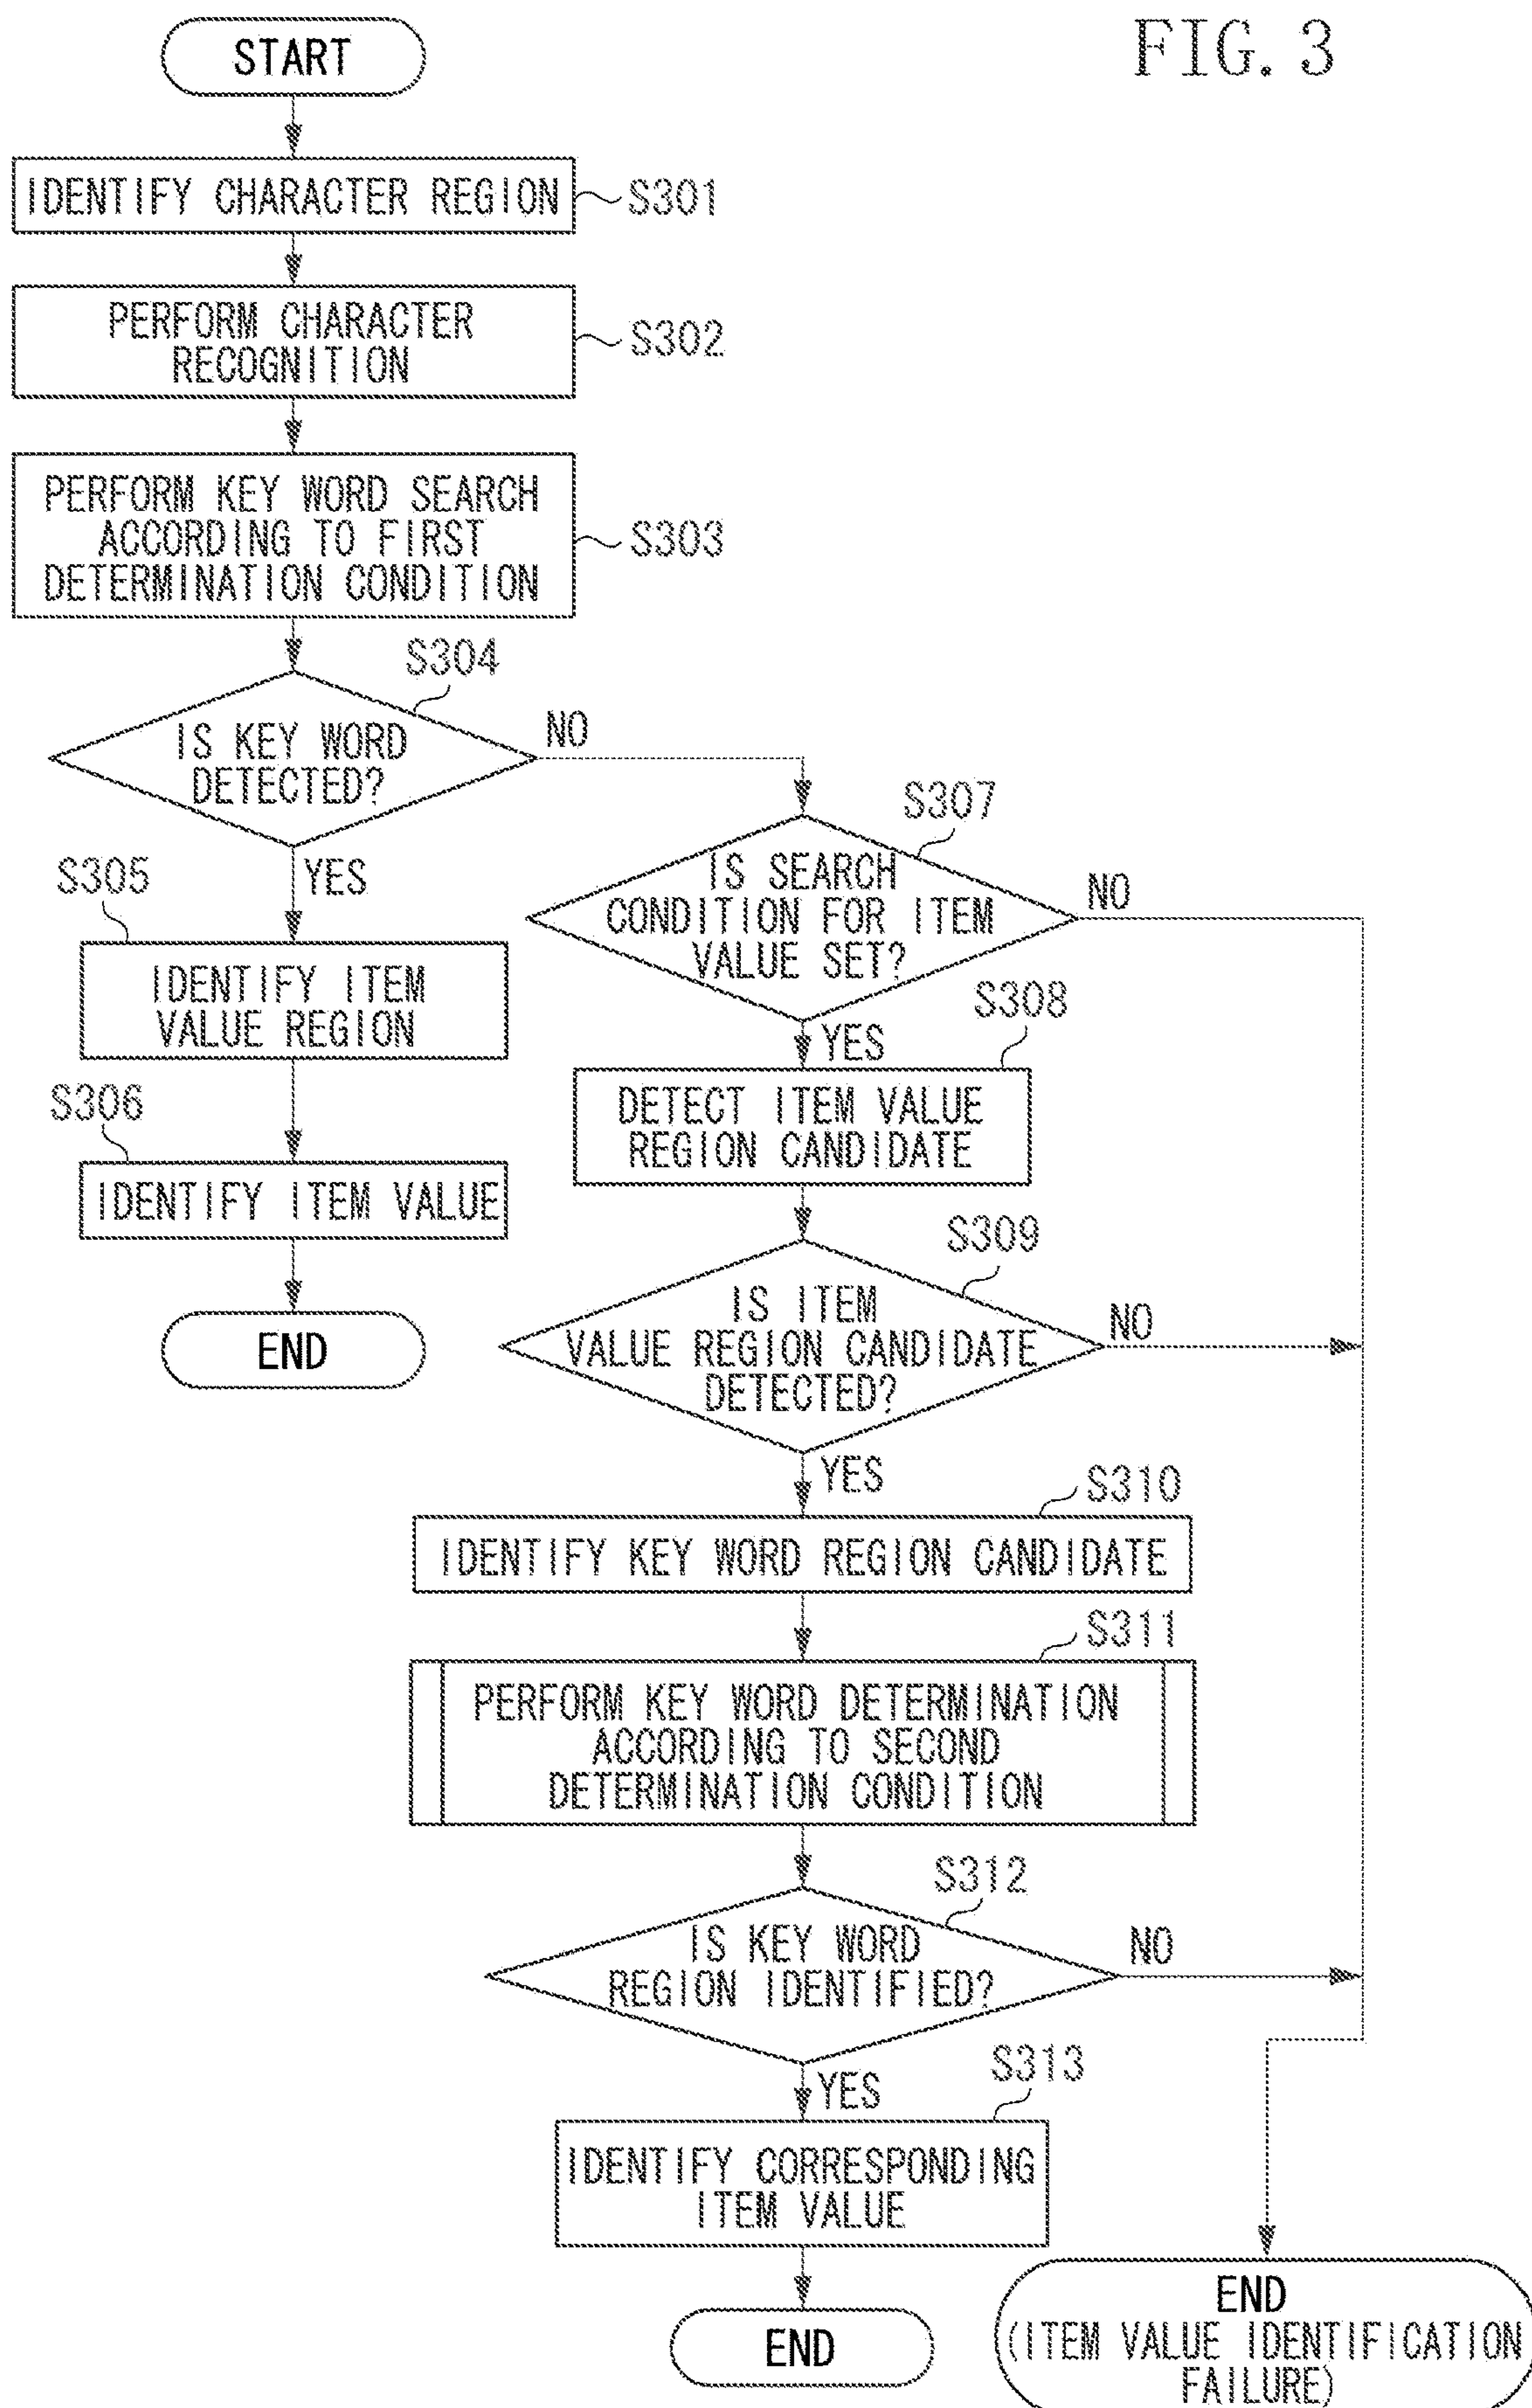 FIG. 3
START
IDENTIFY CHARACTER REGION
S301
PERFORM CHARACTER
RECOGNITION
S302
PERFORM KEY WORD SEARCH
ACCORDING TO FIRST
DETERMINATION CONDITION
S303
S304
IS KEY WORD
DETECTED?
NO
YES
S305
IDENTIFY ITEM
VALUE REGION
S306
IDENTIFY ITEM VALUE
END
S307
IS SEARCH
CONDITION FOR ITEM
VALUE SET?
NO
YES
S308
DETECT ITEM VALUE
REGION CANDIDATE
S309
IS ITEM
VALUE REGION CANDIDATE
DETECTED?
NO
YES
S310
IDENTIFY KEY WORD REGION CANDIDATE
S311
PERFORM KEY WORD DETERMINATION
ACCORDING TO SECOND
DETERMINATION CONDITION
S312
IS KEY WORD
REGION IDENTIFIED?
NO
YES
S313
IDENTIFY CORRESPONDING
ITEM VALUE
END
END
(ITEM VALUE IDENTIFICATION
FAILURE)